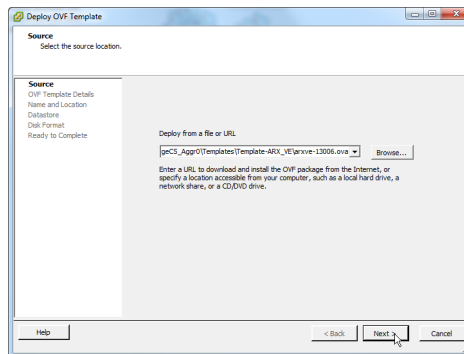 Deploy OVF Template
Source
Select the source location.
Source
OVF Template Details
Name and Location
Datastore
Disk Format
Ready to Complete
Deploy from a file or URL
geCS_Aggr0\Templates\Template-ARX_VE\arxve-13006.ova
Browse...
Enter a URL to download and install the OVF package from the Internet, or
specify a location accessible from your computer, such as a local hard drive, a
network share, or a CD/DVD drive.
Help
< Back
Next >
Cancel